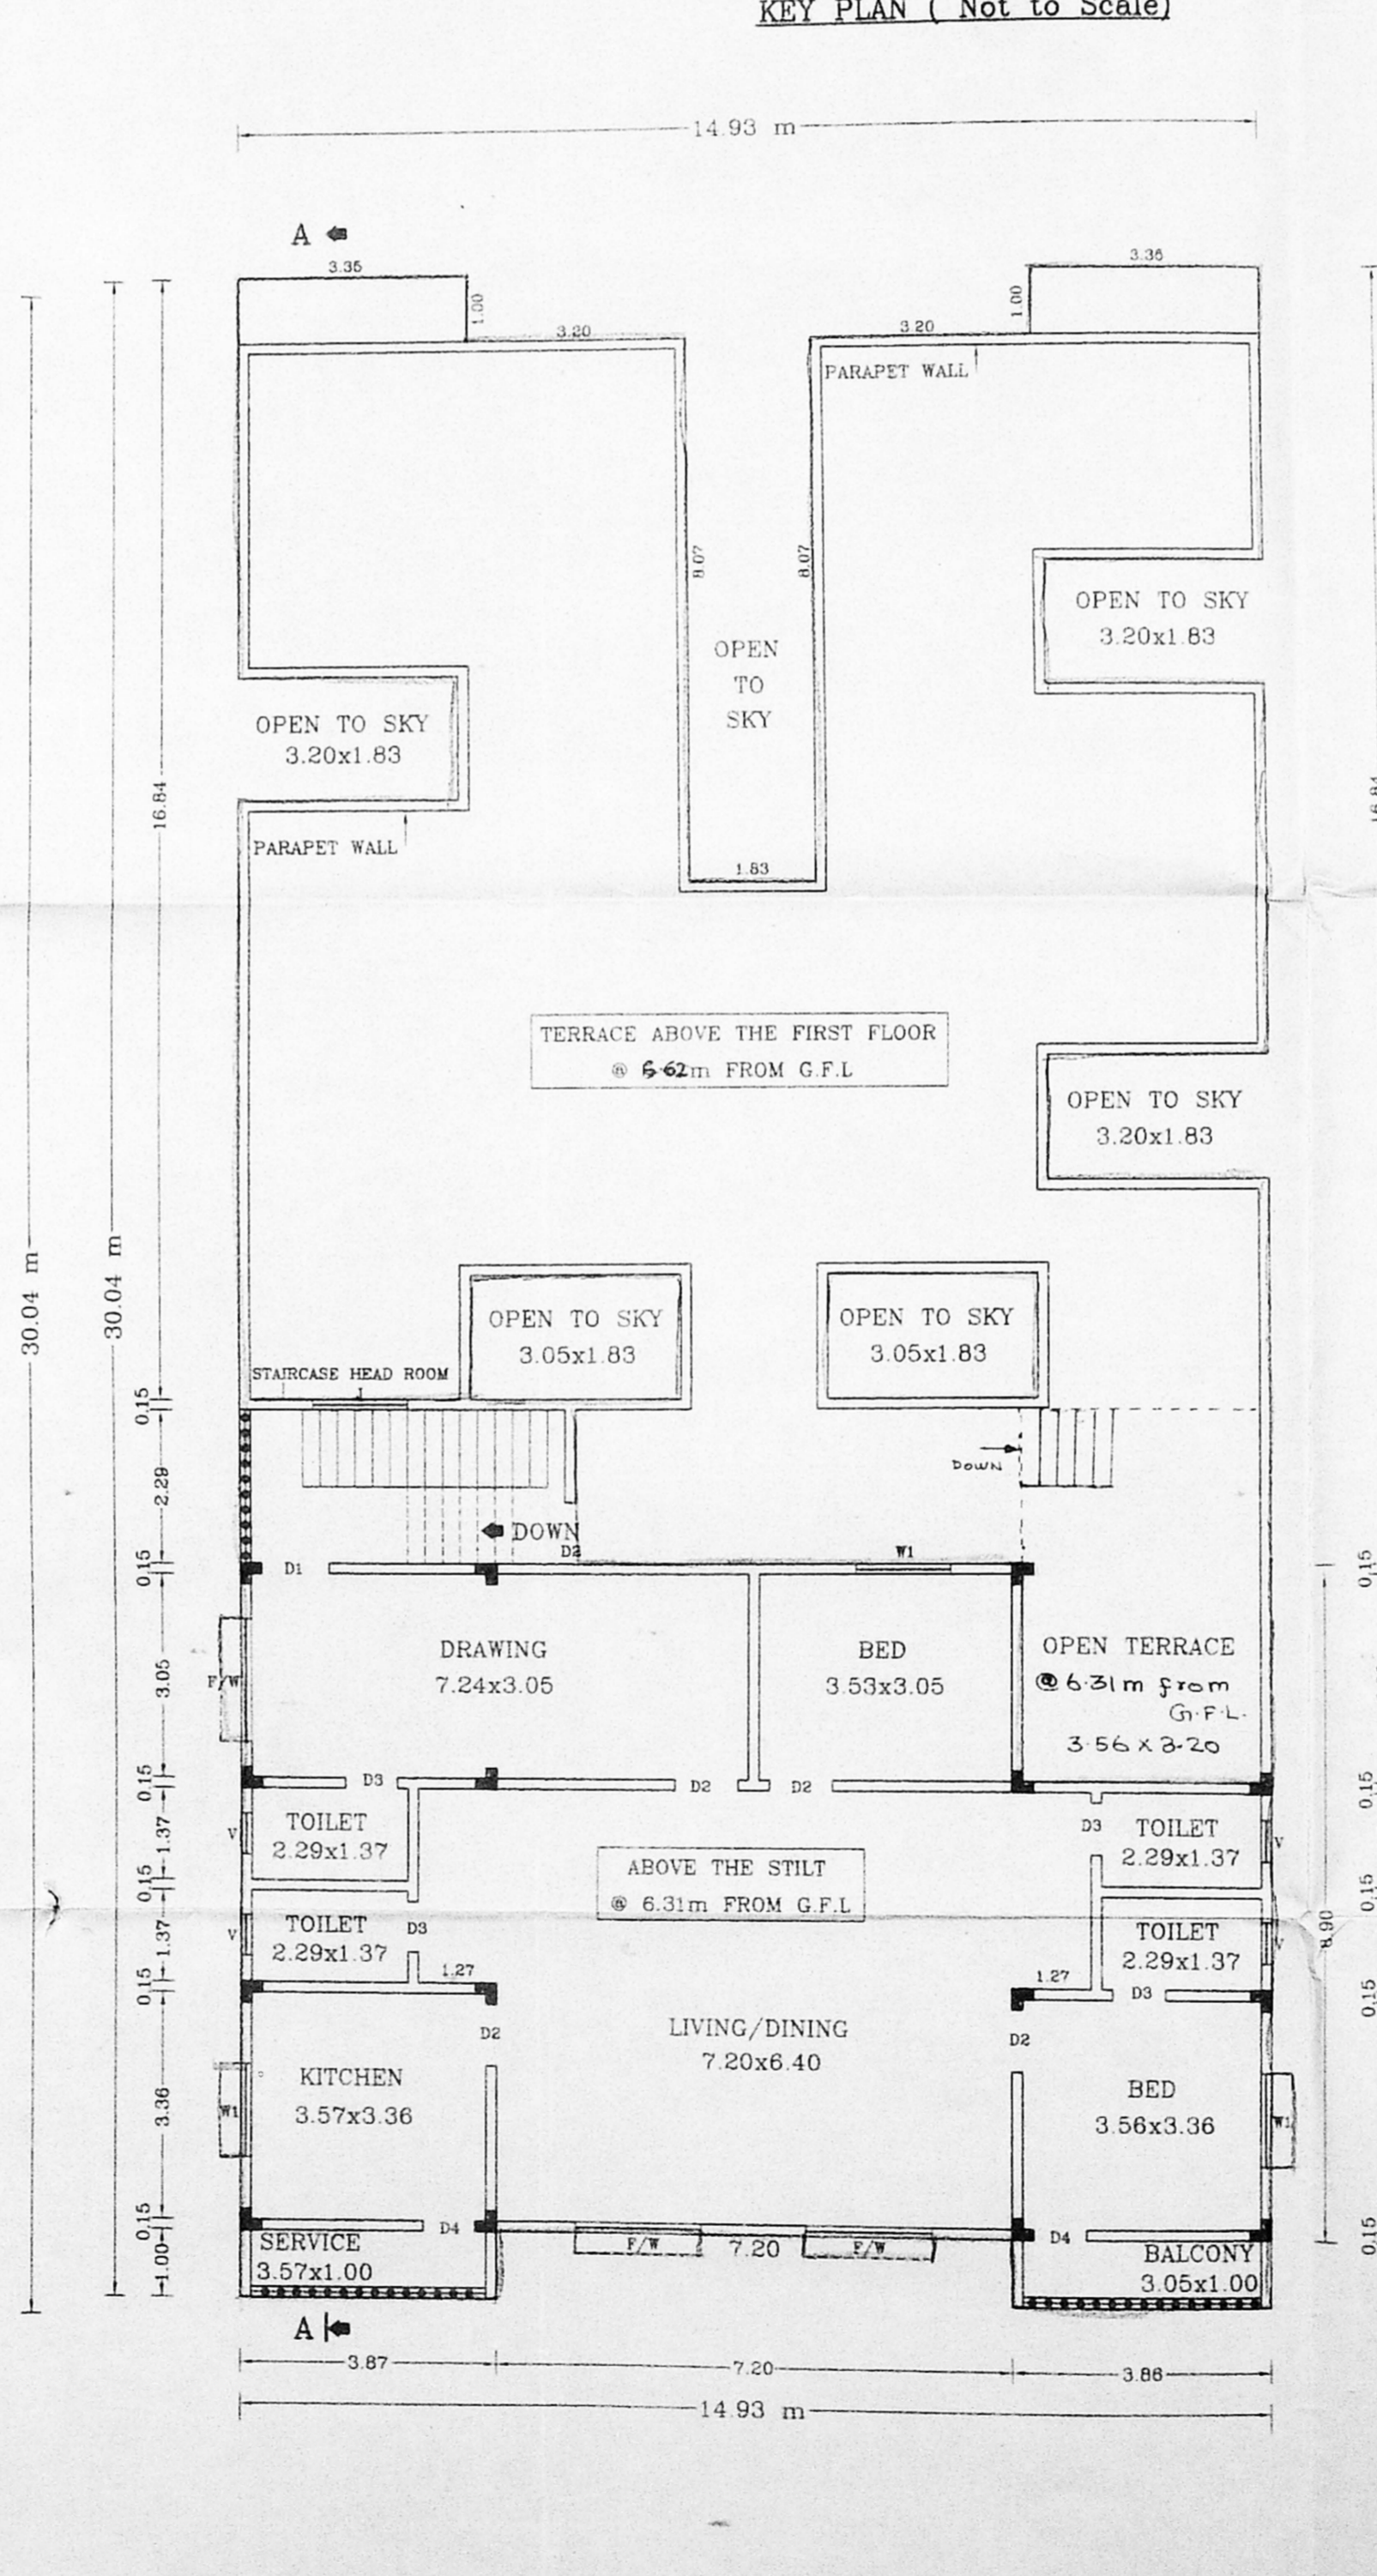 KEY PLAN ( Not to Scale)
14.93 m
A
3.35
3.36
1.00
1.00
3.20
3.20
PARAPET WALL
8.07
8.07
OPEN TO SKY
3.20x1.83
OPEN
TO
SKY
OPEN TO SKY
3.20x1.83
16.84
16.84
PARAPET WALL
1.83
TERRACE ABOVE THE FIRST FLOOR
@ 6.62m FROM G.F.L
OPEN TO SKY
3.20x1.83
30.04 m
30.04 m
OPEN TO SKY
3.05x1.83
OPEN TO SKY
3.05x1.83
STAIRCASE HEAD ROOM
0.15
2.29
DOWN
DOWN
D2
W1
0.15
0.15
D1
DRAWING
7.24x3.05
BED
3.53x3.05
OPEN TERRACE
@ 6.31m from
G.F.L.
3.56 x 3.20
3.05
F/W
0.15
0.15
D3
D2
D2
TOILET
2.29x1.37
D3
TOILET
2.29x1.37
1.37
V
V
ABOVE THE STILT
@ 6.31m FROM G.F.L
0.15
0.15
TOILET
2.29x1.37
D3
TOILET
2.29x1.37
1.37
V
V
8.90
0.15
0.15
1.27
1.27
D3
D2
D2
LIVING/DINING
7.20x6.40
KITCHEN
3.57x3.36
BED
3.56x3.36
3.36
W1
W1
0.15
0.15
D4
D4
SERVICE
3.57x1.00
F/W
7.20
F/W
BALCONY
3.05x1.00
1.00
A
3.87
7.20
3.86
14.93 m